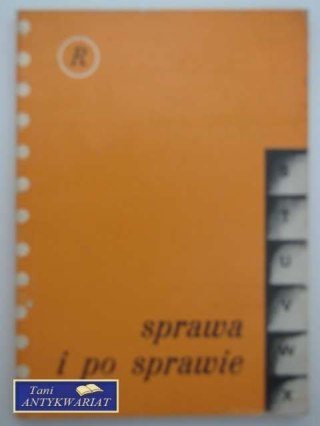 R
S
T
U
V
W
X
sprawa
i po sprawie
Tani
ANTYKWARIAT